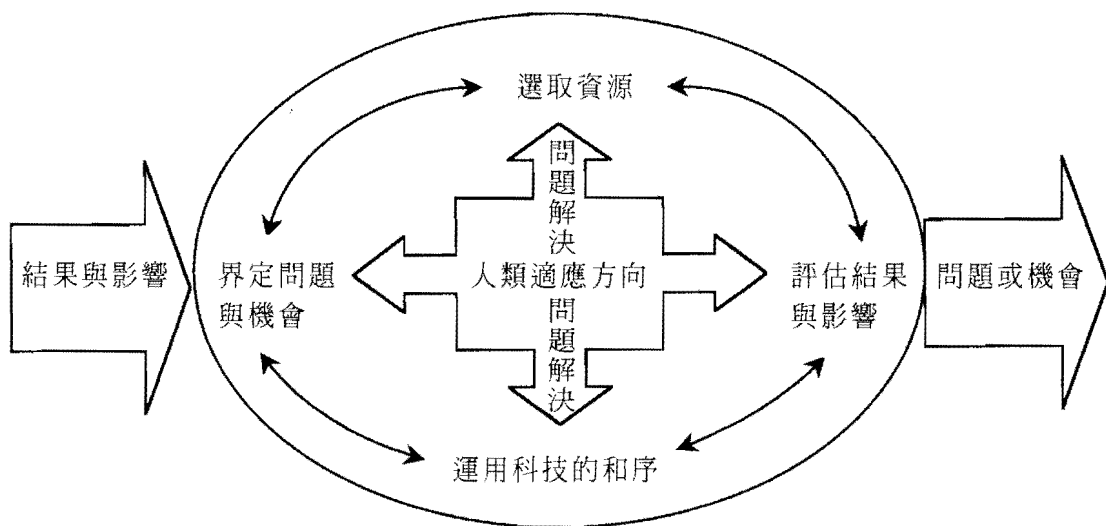 選取資源
問題解決
結果與影響
界定問題
與機會
人類適應方向
評估結果
與影響
問題或機會
問題解決
運用科技的和序